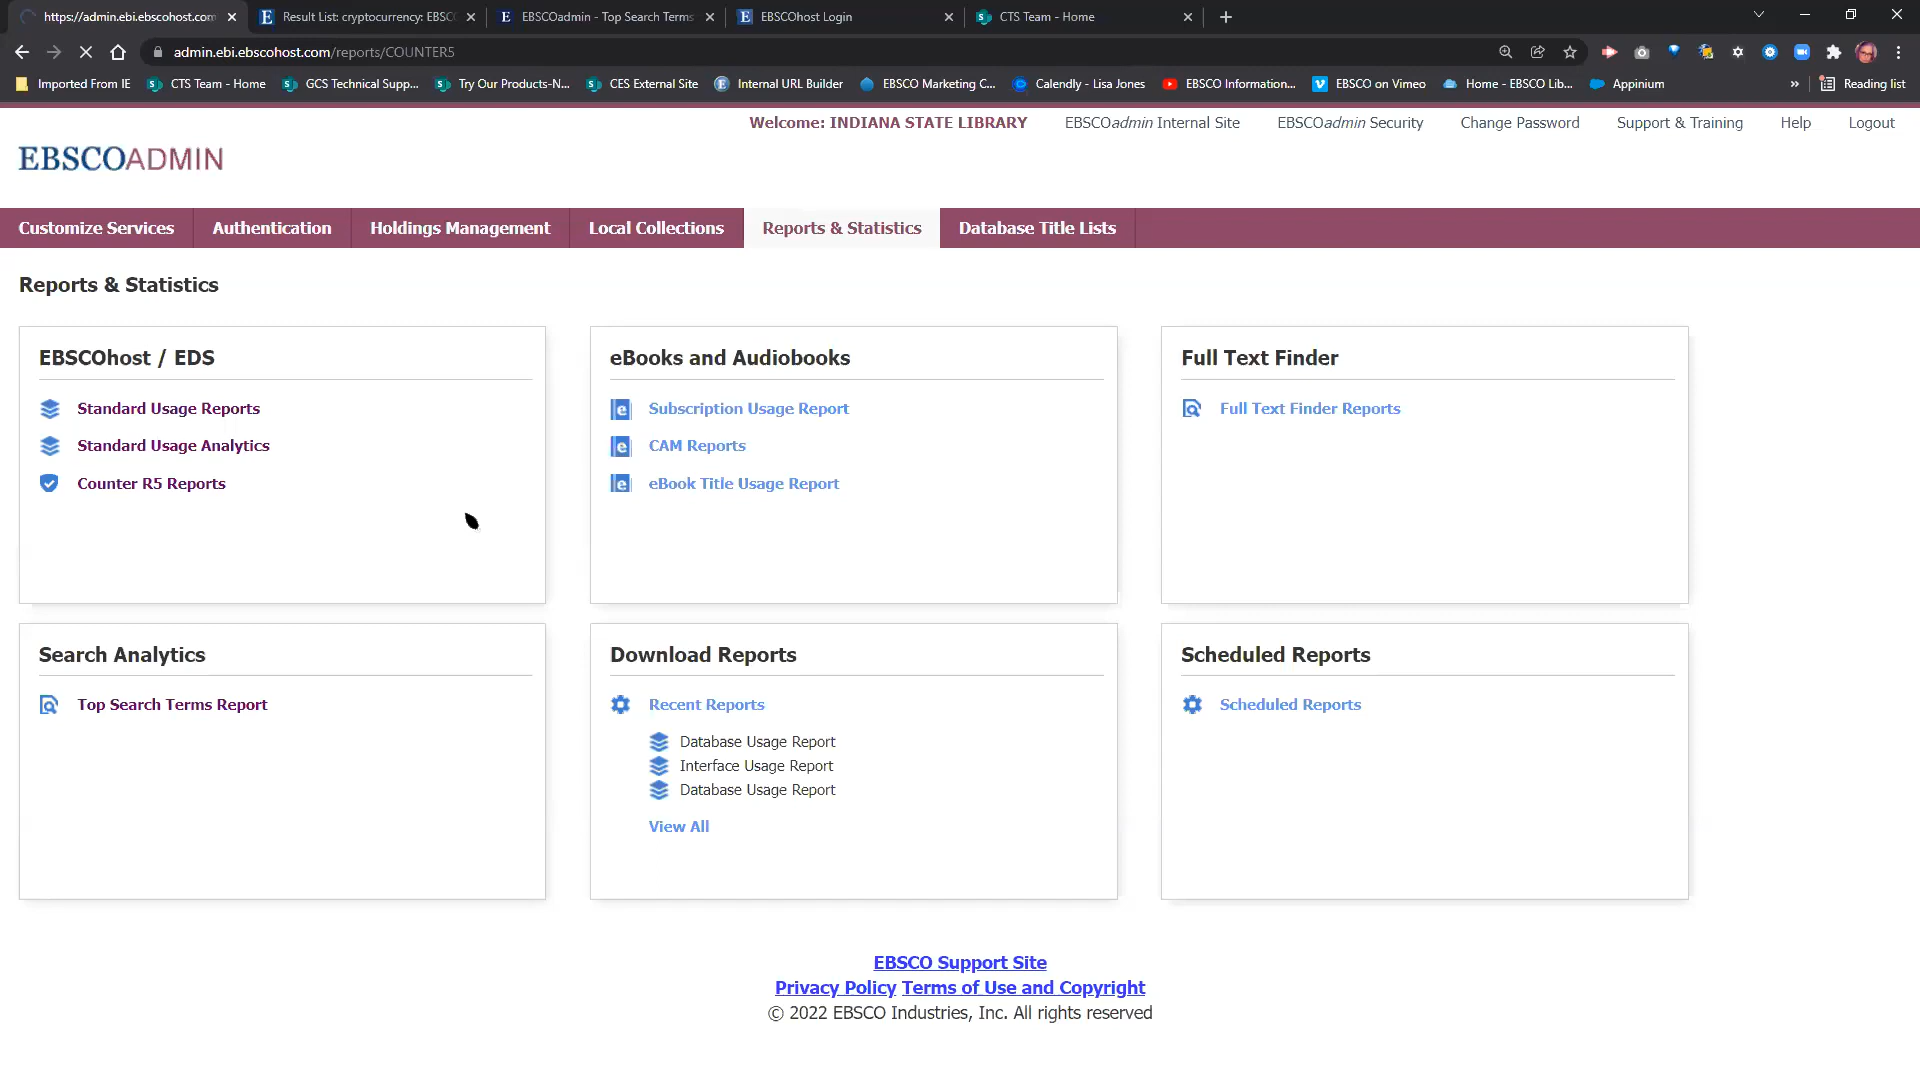 https://admin.ebi.ebscohost.com
Result List: cryptocurrency: EBSC
EBSCOadmin - Top Search Terms
EBSCOhost Login
CTS Team - Home
admin.ebi.ebscohost.com/reports/COUNTER5
Imported From IE
CTS Team - Home
GCS Technical Supp...
Try Our Products-N...
CES External Site
Internal URL Builder
EBSCO Marketing C...
Calendly - Lisa Jones
EBSCO Information...
EBSCO on Vimeo
Home - EBSCO Lib...
Appinium
»
Reading list
Welcome: INDIANA STATE LIBRARY
EBSCOadmin Internal Site
EBSCOadmin Security
Change Password
Support & Training
Help
Logout
EBSCOADMIN
Customize Services
Authentication
Holdings Management
Local Collections
Reports & Statistics
Database Title Lists
Reports & Statistics
EBSCOhost / EDS
Standard Usage Reports
Standard Usage Analytics
Counter R5 Reports
eBooks and Audiobooks
Subscription Usage Report
CAM Reports
eBook Title Usage Report
Full Text Finder
Full Text Finder Reports
Search Analytics
Top Search Terms Report
Download Reports
Recent Reports
Database Usage Report
Interface Usage Report
Database Usage Report
View All
Scheduled Reports
Scheduled Reports
EBSCO Support Site
Privacy Policy Terms of Use and Copyright
© 2022 EBSCO Industries, Inc. All rights reserved